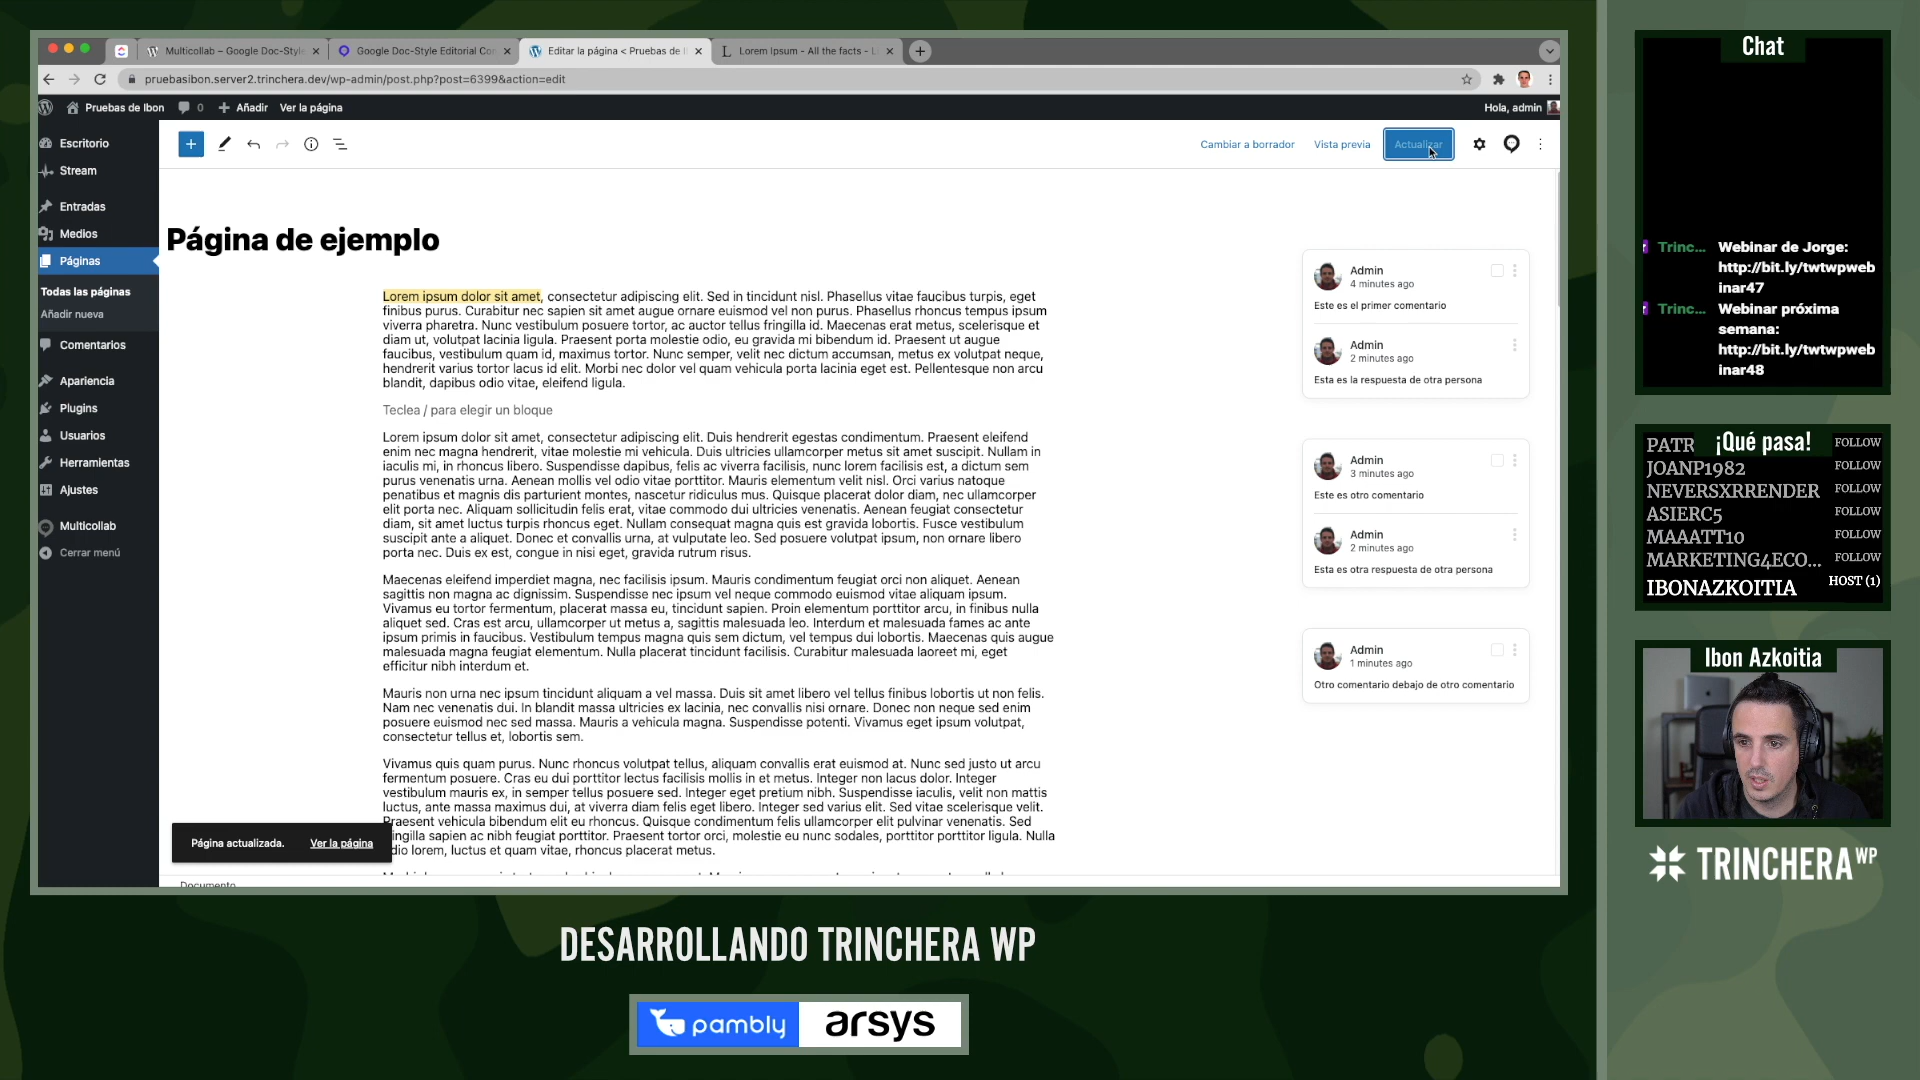 Multicollab – Google Doc-Style
Google Doc-Style Editorial Con
Editar la página < Pruebas de I
Lorem Ipsum - All the facts - L
pruebasibon.server2.trinchera.dev/wp-admin/post.php?post=6399&action=edit
Pruebas de Ibon
0
Añadir
Ver la página
Hola, admin
Escritorio
Stream
Entradas
Medios
Páginas
Todas las páginas
Añadir nueva
Comentarios
Apariencia
Plugins
Usuarios
Herramientas
Ajustes
Multicollab
Cerrar menú
Cambiar a borrador
Vista previa
Actualizar
Página de ejemplo
Lorem ipsum dolor sit amet, consectetur adipiscing elit. Sed in tincidunt nisl. Phasellus vitae faucibus turpis, eget
finibus purus. Curabitur nec sapien sit amet augue ornare euismod vel non purus. Phasellus rhoncus tempus ipsum
viverra pharetra. Nunc vestibulum posuere tortor, ac auctor tellus fringilla id. Maecenas erat metus, scelerisque et
diam ut, volutpat lacinia ligula. Praesent porta molestie odio, eu gravida mi bibendum id. Praesent ut augue
faucibus, vestibulum quam id, maximus tortor. Nunc semper, velit nec dictum accumsan, metus ex volutpat neque,
hendrerit varius tortor lacus id elit. Morbi nec dolor vel quam vehicula porta lacinia eget est. Pellentesque non arcu
blandit, dapibus odio vitae, eleifend ligula.
Teclea / para elegir un bloque
Lorem ipsum dolor sit amet, consectetur adipiscing elit. Duis hendrerit egestas condimentum. Praesent eleifend
enim nec magna hendrerit, vitae molestie mi vehicula. Duis ultricies ullamcorper metus sit amet suscipit. Nullam in
iaculis mi, in rhoncus libero. Suspendisse dapibus, felis ac viverra facilisis, nunc lorem facilisis est, a dictum sem
purus venenatis urna. Aenean mollis vel odio vitae porttitor. Mauris elementum velit nisl. Orci varius natoque
penatibus et magnis dis parturient montes, nascetur ridiculus mus. Quisque placerat dolor diam, nec ullamcorper
elit porta nec. Aliquam sollicitudin felis erat, vitae commodo dui ultricies venenatis. Aenean feugiat consectetur
diam, sit amet luctus turpis rhoncus eget. Nullam consequat magna quis est gravida lobortis. Fusce vestibulum
suscipit ante a aliquet. Donec et convallis urna, at vulputate leo. Sed posuere volutpat ipsum, non ornare libero
porta nec. Duis ex est, congue in nisi eget, gravida rutrum risus.
Maecenas eleifend imperdiet magna, nec facilisis ipsum. Mauris condimentum feugiat orci non aliquet. Aenean
sagittis non magna ac dignissim. Suspendisse nec ipsum vel neque commodo euismod vitae aliquam ipsum.
Vivamus eu tortor fermentum, placerat massa eu, tincidunt sapien. Proin elementum porttitor arcu, in finibus nulla
aliquet sed. Cras est arcu, ullamcorper ut metus a, sagittis malesuada leo. Interdum et malesuada fames ac ante
ipsum primis in faucibus. Vestibulum tempus magna quis sem dictum, vel tempus dui lobortis. Maecenas quis augue
malesuada magna feugiat elementum. Nulla placerat tincidunt facilisis. Curabitur malesuada laoreet mi, eget
efficitur nibh interdum et.
Mauris non urna nec ipsum tincidunt aliquam a vel massa. Duis sit amet libero vel tellus finibus lobortis ut non felis.
Nam nec venenatis dui. In blandit massa ultricies ex lacinia, nec convallis nisi ornare. Donec non neque sed enim
posuere euismod nec sed massa. Mauris a vehicula magna. Suspendisse potenti. Vivamus eget ipsum volutpat,
consectetur tellus et, lobortis sem.
Vivamus quis quam purus. Nunc rhoncus volutpat tellus, aliquam convallis erat euismod at. Nunc sed justo ut arcu
fermentum posuere. Cras eu dui porttitor lectus facilisis mollis in et metus. Integer non lacus dolor. Integer
vestibulum mauris ex, in semper tellus posuere sed. Integer eget pretium nibh. Suspendisse iaculis, velit non mattis
luctus, ante massa maximus dui, at viverra diam felis eget libero. Integer sed varius elit. Sed vitae scelerisque velit.
Praesent vehicula bibendum elit eu rhoncus. Quisque condimentum felis ullamcorper elit pulvinar venenatis. Sed
fringilla sapien ac nibh feugiat porttitor. Praesent tortor orci, molestie eu nunc sodales, porttitor porttitor ligula. Nulla
odio lorem, luctus et quam vitae, rhoncus placerat metus.
Página actualizada.
Ver la página
Documento
Admin
4 minutes ago
Este es el primer comentario
Admin
2 minutes ago
Esta es la respuesta de otra persona
Admin
3 minutes ago
Este es otro comentario
Admin
2 minutes ago
Esta es otra respuesta de otra persona
Admin
1 minutes ago
Otro comentario debajo de otro comentario
Chat
Trinc... Webinar de Jorge:
http://bit.ly/twtwpweb
inar47
Trinc... Webinar próxima
semana:
http://bit.ly/twtwpweb
inar48
¡Qué pasa!
PATR FOLLOW
JOANP1982 FOLLOW
NEVERSXRRENDER FOLLOW
ASIERC5 FOLLOW
MAAATT10 FOLLOW
MARKETING4ECO... FOLLOW
IBONAZKOITIA HOST (1)
Ibon Azkoitia
TRINCHERA WP
DESARROLLANDO TRINCHERA WP
pambly
arsys